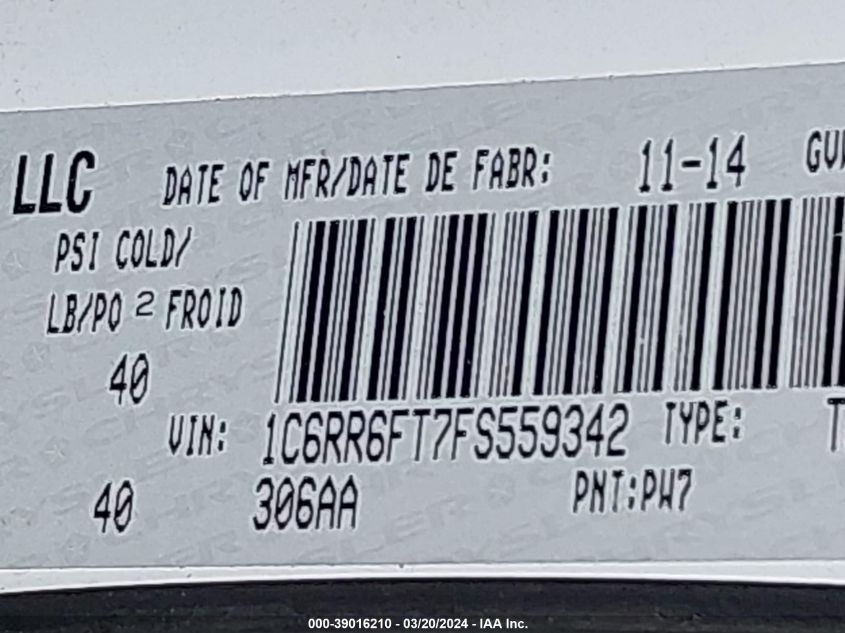 LLC DATE OF MFR/DATE DE FABR: 11-14
PSI COLD/
LB/PO 2 FROID
40
VIN: 1C6RR6FT7FS559342 TYPE:
40 306AA PNT:PW7
000-39016210 - 03/20/2024 - IAA Inc.